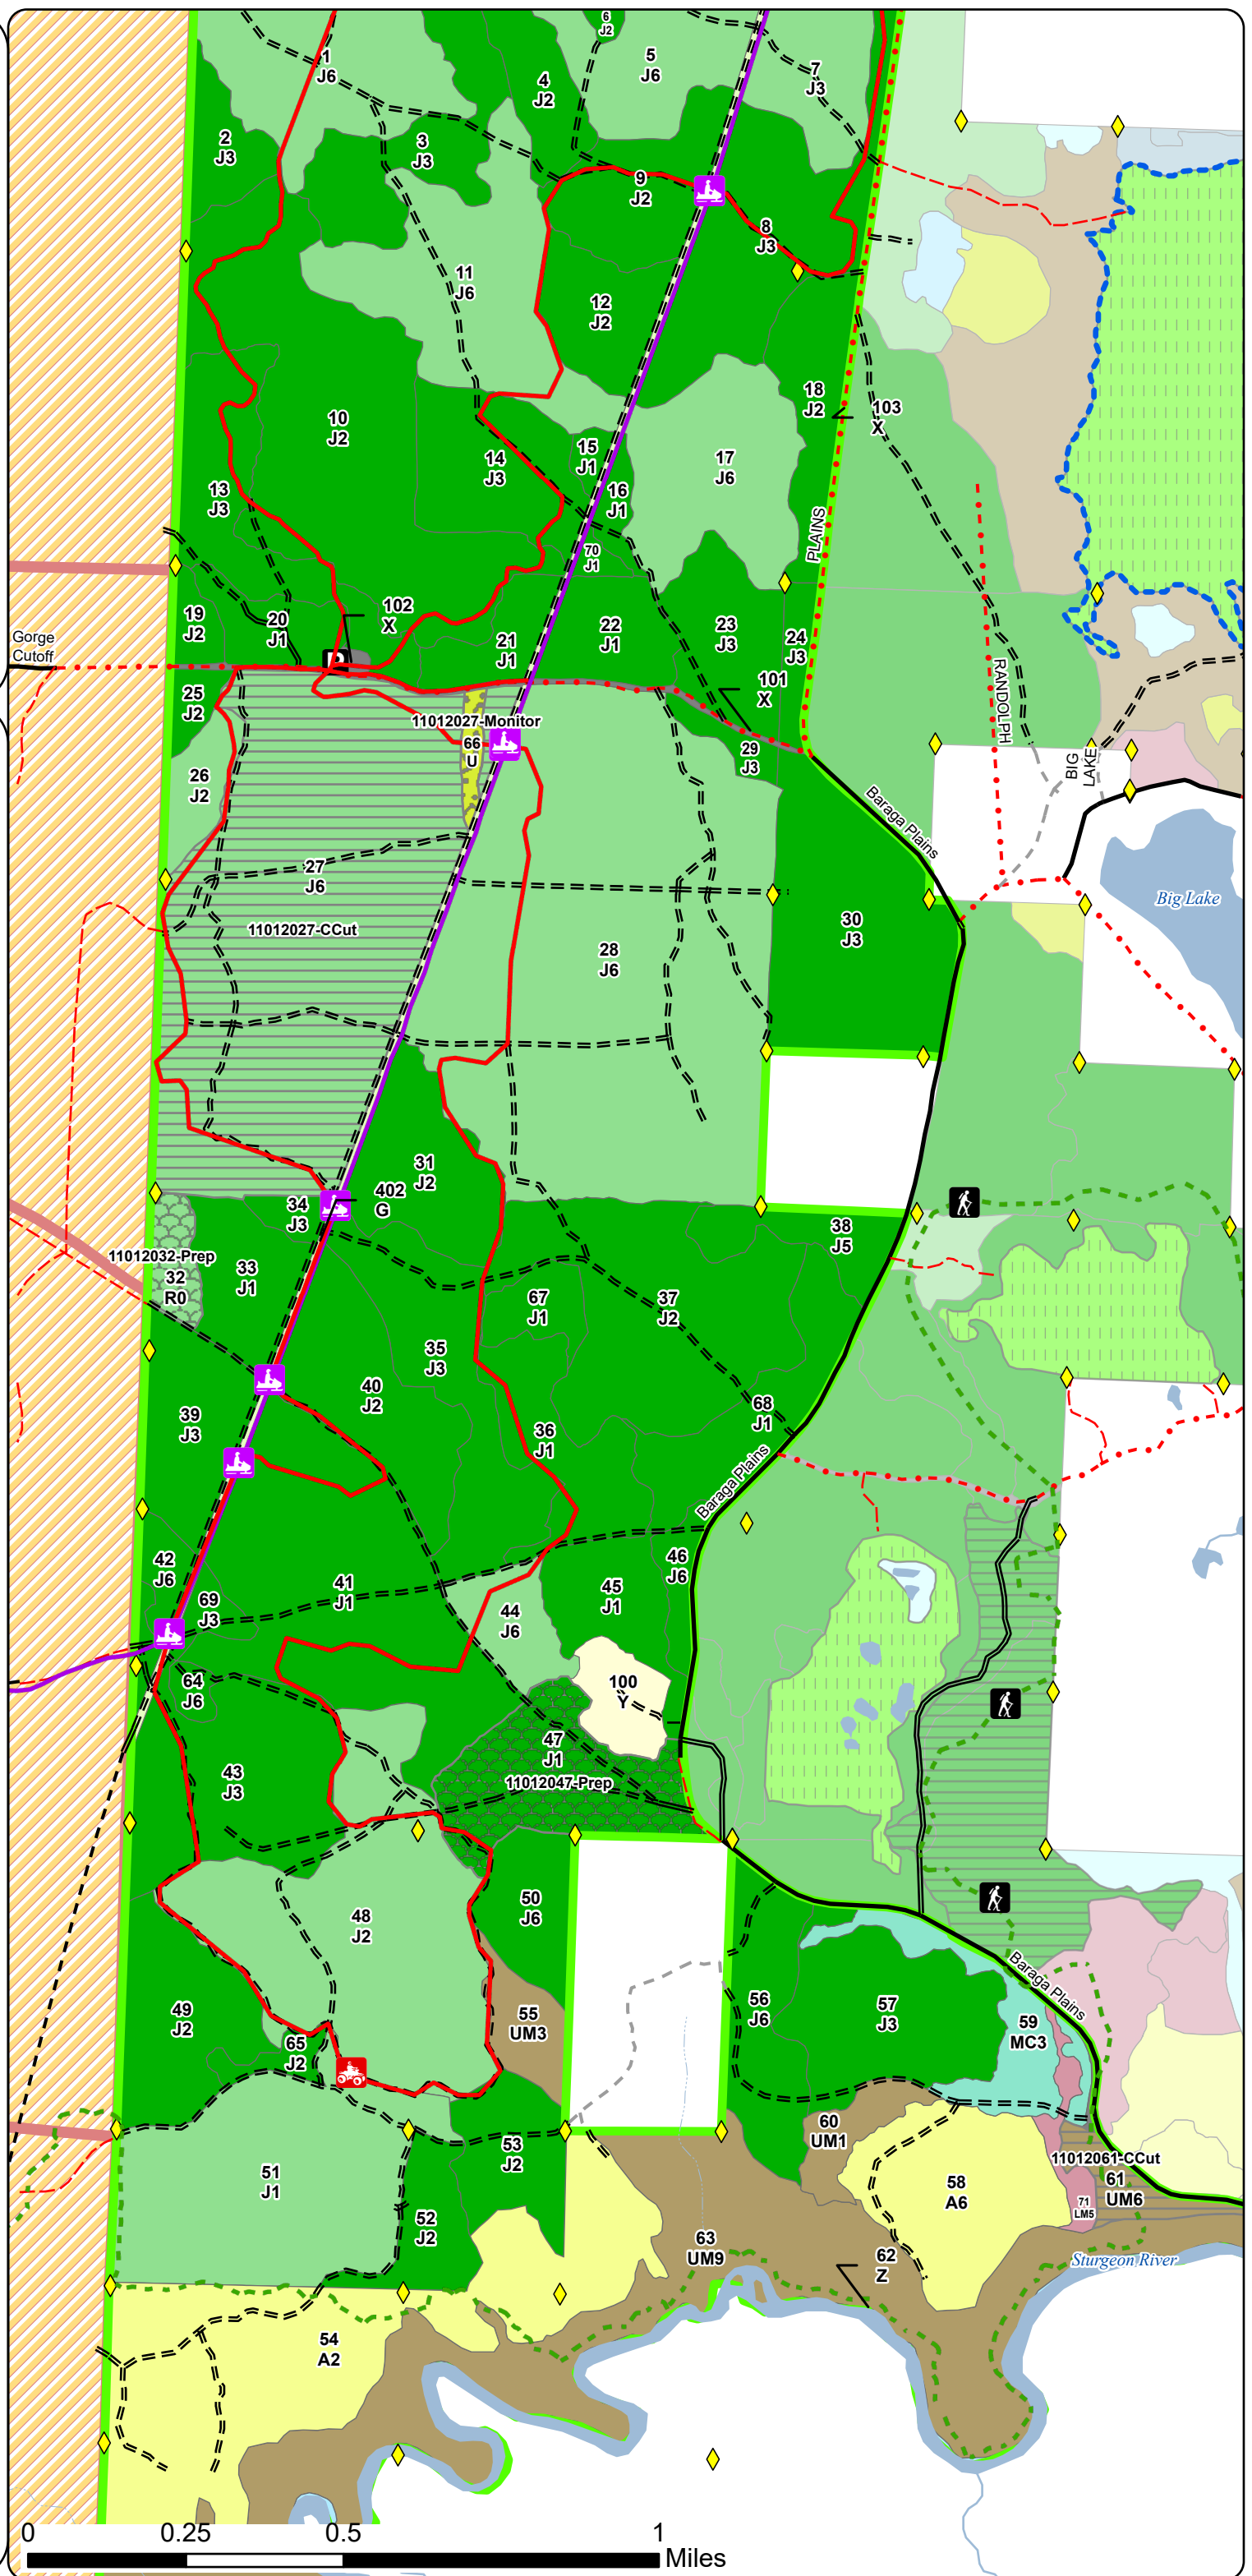 6
J2
1
J6
5
J6
7
J3
4
J2
2
J3
3
J3
9
J2
8
J3
11
J6
12
J2
18
J2
103
X
10
J2
15
J1
17
J6
14
J3
13
J3
16
J1
PLAINS
70
J1
102
X
19
J2
20
J1
22
J1
23
J3
24
J3
21
J1
Gorge
Cutoff
RANDOLPH
101
X
25
J2
11012027-Monitor
66
U
29
J3
BIG
LAKE
26
J2
Baraga Plains
27
J6
Big Lake
11012027-CCut
30
J3
28
J6
31
J2
402
G
34
J3
38
J5
11012032-Prep
32
R0
33
J1
67
J1
37
J2
35
J3
40
J2
39
J3
68
J1
36
J1
Baraga Plains
42
J6
46
J6
41
J1
45
J1
69
J3
44
J6
64
J6
100
Y
47
J1
43
J3
11012047-Prep
50
J6
48
J2
Baraga Plains
49
J2
55
UM3
56
J6
57
J3
59
MC3
65
J2
60
UM1
53
J2
11012061-CCut
51
J1
58
A6
61
UM6
71
LM5
52
J2
63
UM9
62
Z
Sturgeon River
54
A2
0 0.25 0.5 1
Miles